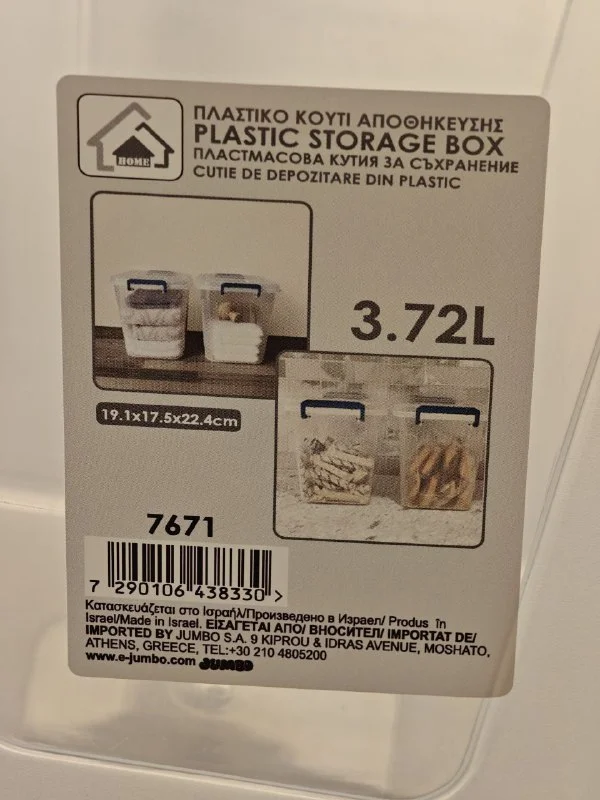 HOME
ΠΛΑΣΤΙΚΟ ΚΟΥΤΙ ΑΠΟΘΗΚΕΥΣΗΣ
PLASTIC STORAGE BOX
ПЛАСТМАСОВА КУТИЯ ЗА СЪХРАНЕНИЕ
CUTIE DE DEPOZITARE DIN PLASTIC
3.72L
19.1x17.5x22.4cm
7671
7 290106 438330 >
Κατασκευάζεται στο Ισραήλ/Произведено в Израел/ Produs în
Israel/Made in Israel. ΕΙΣΑΓΕΤΑΙ ΑΠΟ/ ВНОСИТЕЛ/ IMPORTAT DE/
IMPORTED BY JUMBO S.A. 9 KIPROU & IDRAS AVENUE, MOSHATO,
ATHENS, GREECE, TEL:+30 210 4805200
www.e-jumbo.com JUMBO